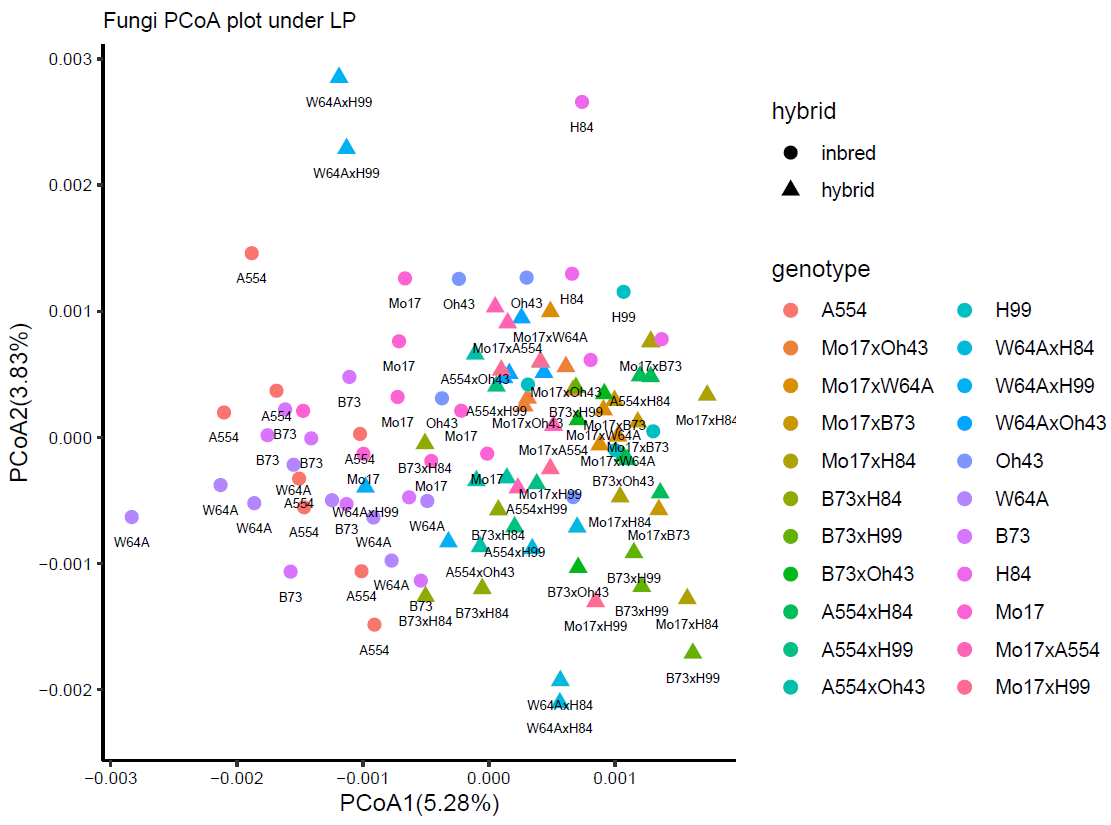 Fungi PCoA plot under LP
0.003
W64AxH99
H84
W64AxH99
0.002
A554
Mo17
Oh43
Oh43
H84
H99
0.001
Mo17xW64A
Mo17xA554
Mo17
Mo17xB73
A554xOh43
B73
Mo17xOh43
A554xH84
A554
A554xH99
B73xH99
Mo17
Mo17xOh43
Mo17xB73
Mo17xH84
0.000
A554
B73
Mo17
Mo17xW64A
Mo17xB73
Mo17xA554
B73
B73
A554
B73xH84
Mo17xW64A
Mo17
Mo17
B73xOh43
W64A
Mo17
Mo17xH99
W64A
A554
A554xH99
W64A
W64AxH99
Mo17xH84
W64A
A554
B73
W64A
B73xH84
Mo17xB73
W64A
A554xH99
−0.001
A554xOh43
B73xH99
W64A
B73xOh43
B73
A554
B73
B73xH84
B73xH84
B73xH99
Mo17xH99
Mo17xH84
A554
B73xH99
−0.002
W64AxH84
W64AxH84
−0.003
−0.002
−0.001
0.000
0.001
PCoA1(5.28%)
PCoA2(3.83%)
hybrid
inbred
hybrid
genotype
A554
Mo17xOh43
Mo17xW64A
Mo17xB73
Mo17xH84
B73xH84
B73xH99
B73xOh43
A554xH84
A554xH99
A554xOh43
H99
W64AxH84
W64AxH99
W64AxOh43
Oh43
W64A
B73
H84
Mo17
Mo17xA554
Mo17xH99